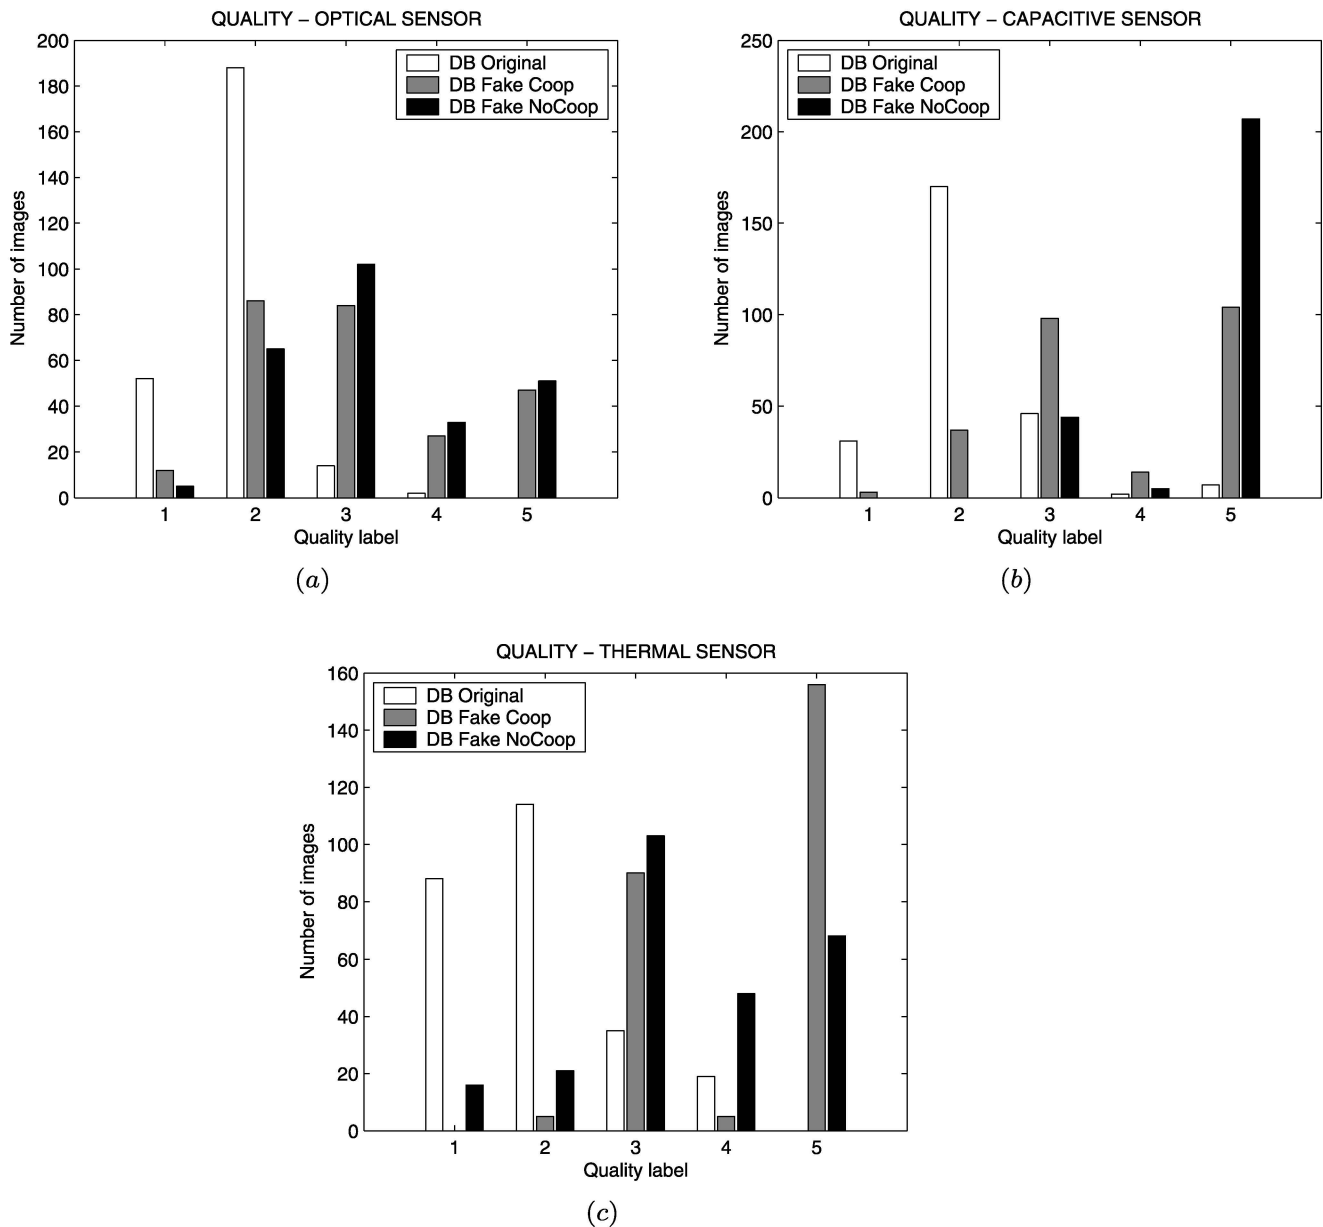 QUALITY – OPTICAL SENSOR
200
180
160
140
120
100
80
60
40
20
0
Number of images
DB Original
DB Fake Coop
DB Fake NoCoop
1 2 3 4 5
Quality label
(a)
QUALITY – CAPACITIVE SENSOR
250
200
150
100
50
0
Number of images
DB Original
DB Fake Coop
DB Fake NoCoop
1 2 3 4 5
Quality label
(b)
QUALITY – THERMAL SENSOR
160
140
120
100
80
60
40
20
0
Number of images
DB Original
DB Fake Coop
DB Fake NoCoop
1 2 3 4 5
Quality label
(c)